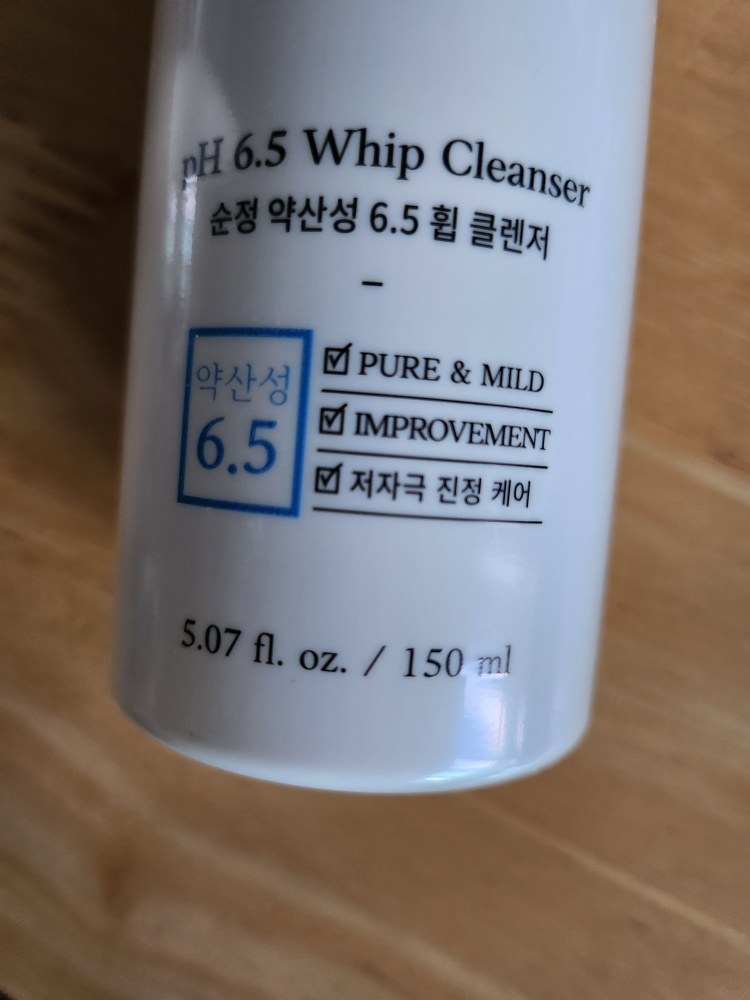 pH 6.5 Whip Cleanser
순정 약산성 6.5 휩 클렌저
–
약산성
6.5
☑ PURE & MILD
☑ IMPROVEMENT
☑ 저자극 진정 케어
5.07 fl. oz. / 150 ml